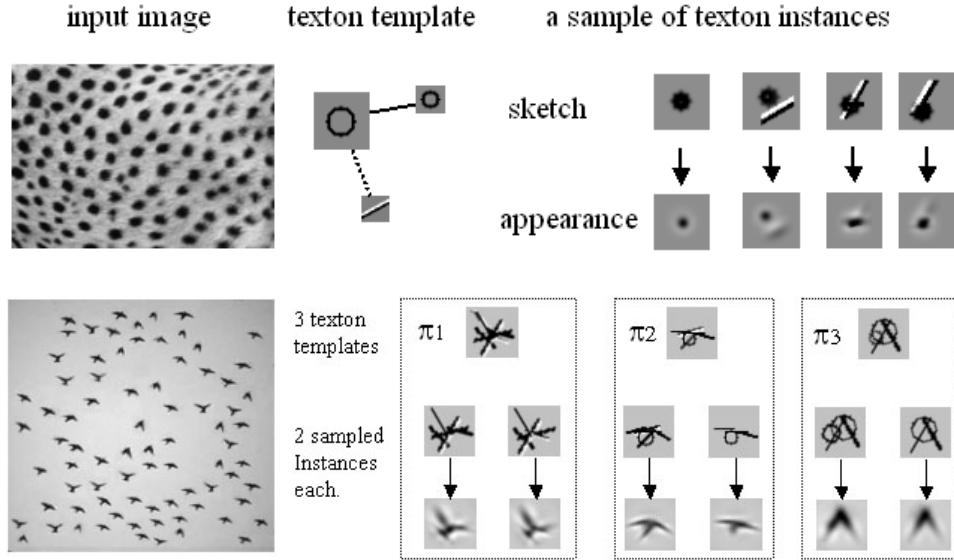 input image texton template a sample of texton instances
sketch
appearance
3 texton
templates
π1
π2
π3
2 sampled
Instances
each.